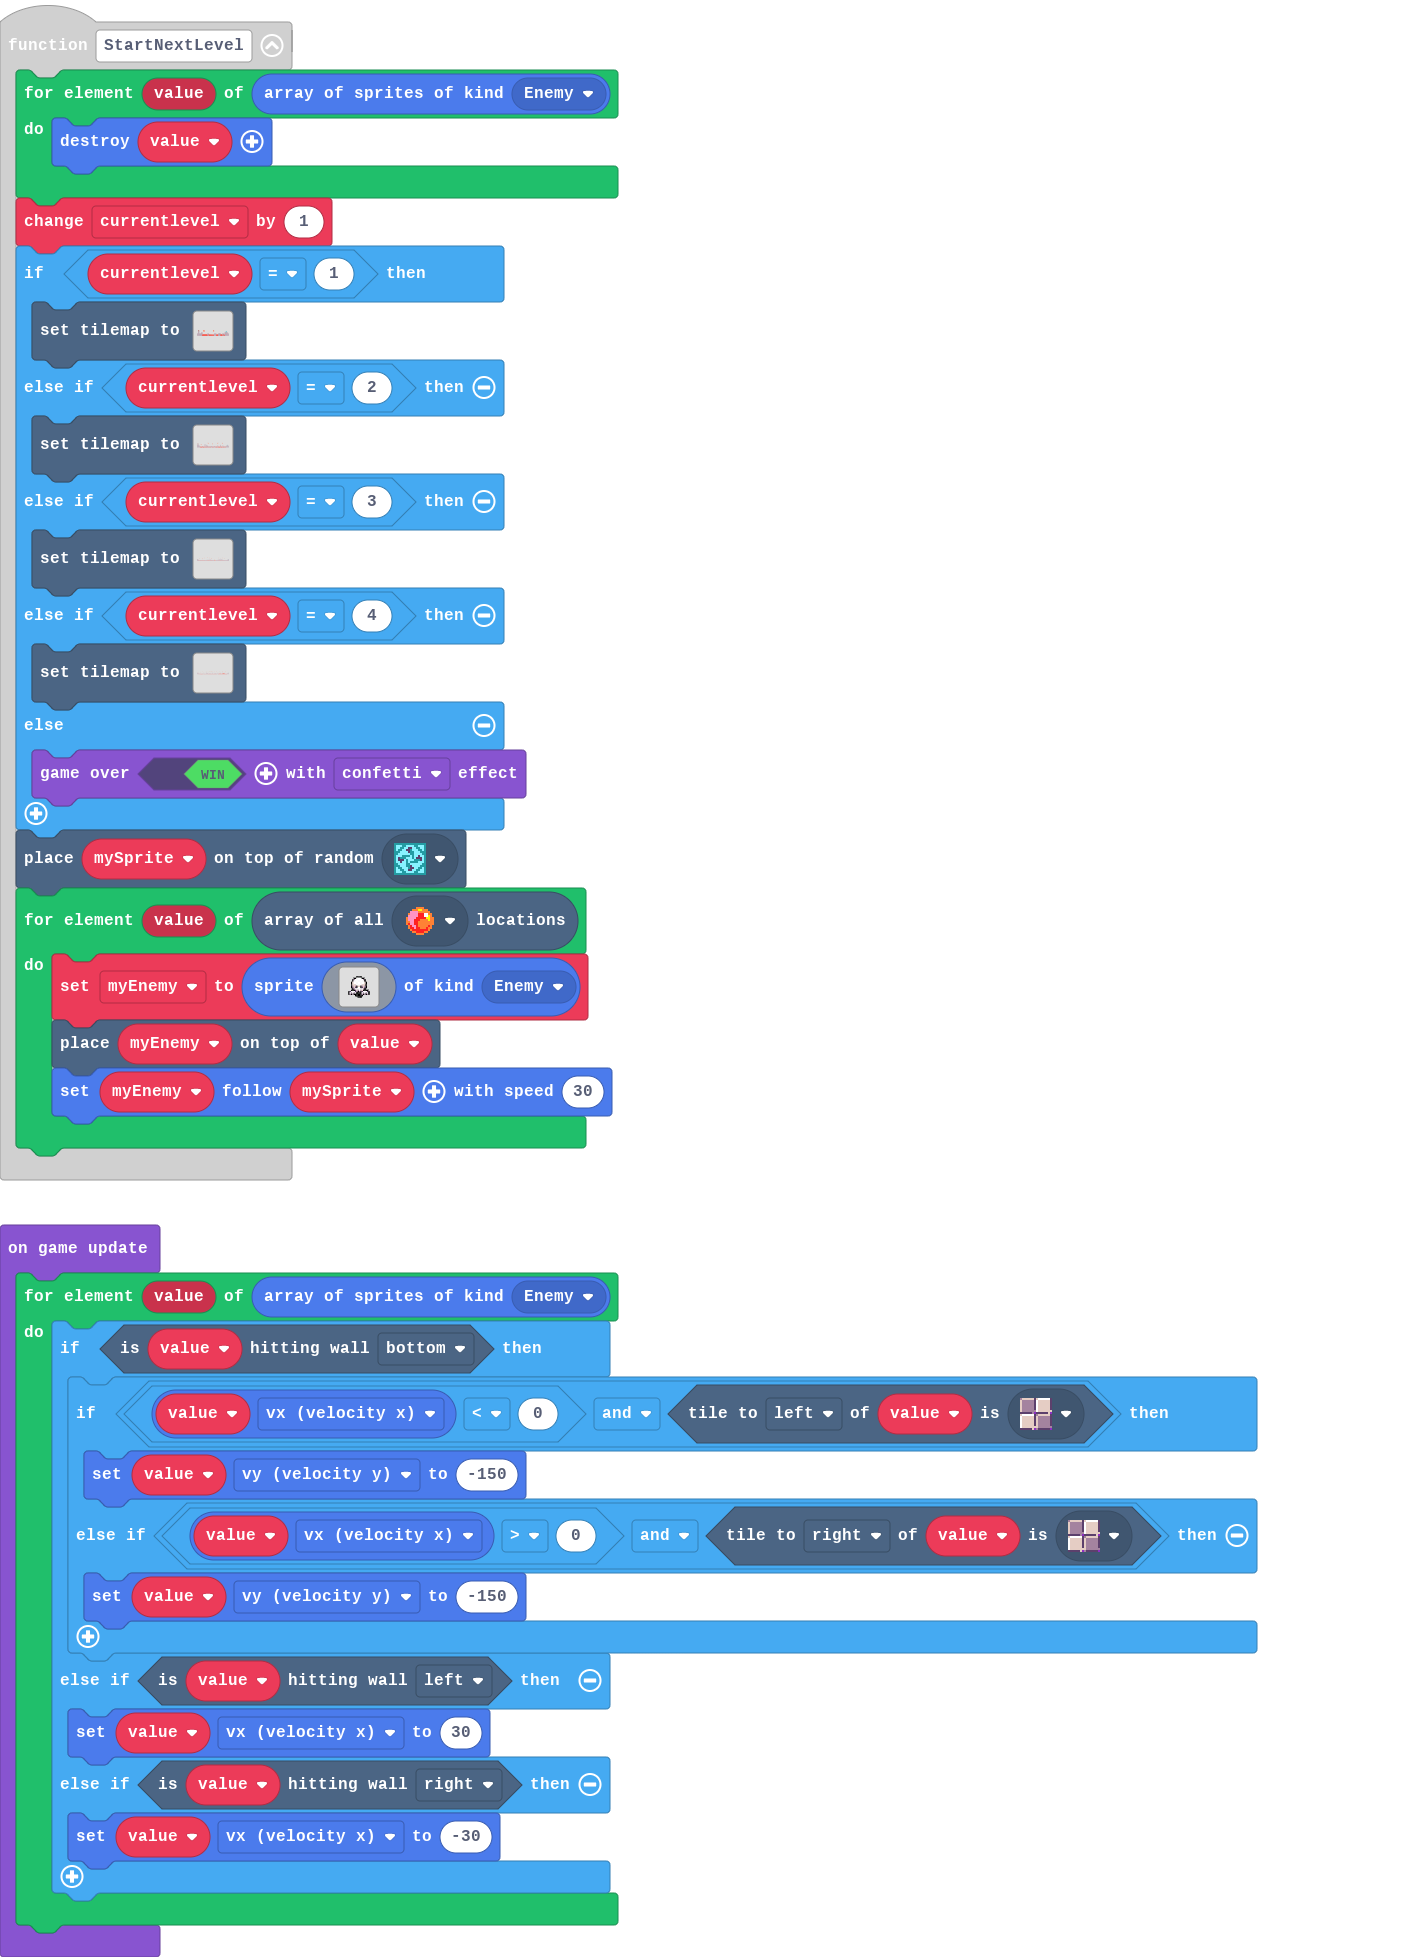 function StartNextLevel
for element value of array of sprites of kind Enemy
do
destroy value
change currentlevel by 1
if currentlevel = 1 then
set tilemap to
else if currentlevel = 2 then
set tilemap to
else if currentlevel = 3 then
set tilemap to
else if currentlevel = 4 then
set tilemap to
else
game over WIN with confetti effect
place mySprite on top of random
for element value of array of all locations
do
set myEnemy to sprite of kind Enemy
place myEnemy on top of value
set myEnemy follow mySprite with speed 30
on game update
for element value of array of sprites of kind Enemy
do
if is value hitting wall bottom then
if value vx (velocity x) < 0 and tile to left of value is then
set value vy (velocity y) to -150
else if value vx (velocity x) > 0 and tile to right of value is then
set value vy (velocity y) to -150
else if is value hitting wall left then
set value vx (velocity x) to 30
else if is value hitting wall right then
set value vx (velocity x) to -30